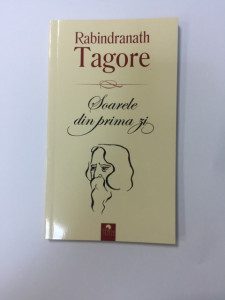 Rabindranath
Tagore
Soarele
din prima zi